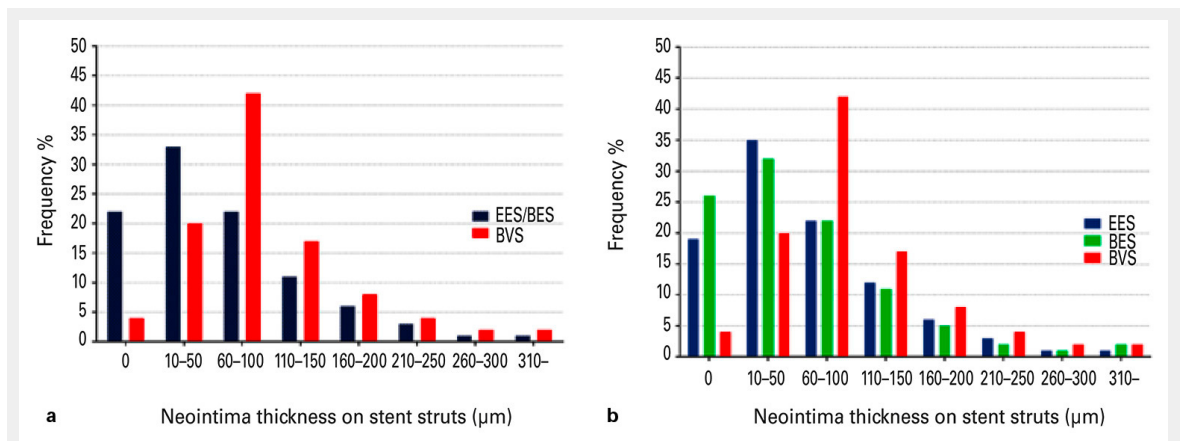 50
45
40
35
30
25
20
15
10
5
0
Frequency %
EES/BES
BVS
0 10–50 60–100 110–150 160–200 210–250 260–300 310–
a Neointima thickness on stent struts (µm)
50
45
40
35
30
25
20
15
10
5
0
Frequency %
EES
BES
BVS
0 10–50 60–100 110–150 160–200 210–250 260–300 310–
b Neointima thickness on stent struts (µm)